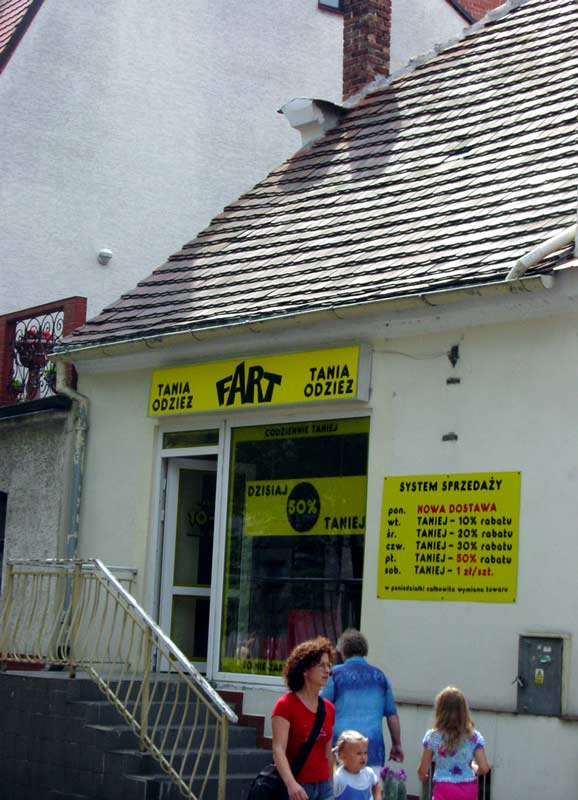 TANIA
ODZIEŻ
FART
TANIA
ODZIEŻ
CODZIENNIE TANIEJ
DZISIAJ
50%
TANIEJ
SYSTEM SPRZEDAŻY
pon. NOWA DOSTAWA
wt. TANIEJ - 10% rabatu
śr. TANIEJ - 20% rabatu
czw. TANIEJ - 30% rabatu
pt. TANIEJ - 50% rabatu
sob. TANIEJ - 1 zł/szt.
w poniedziałki całkowita wymiana towaru